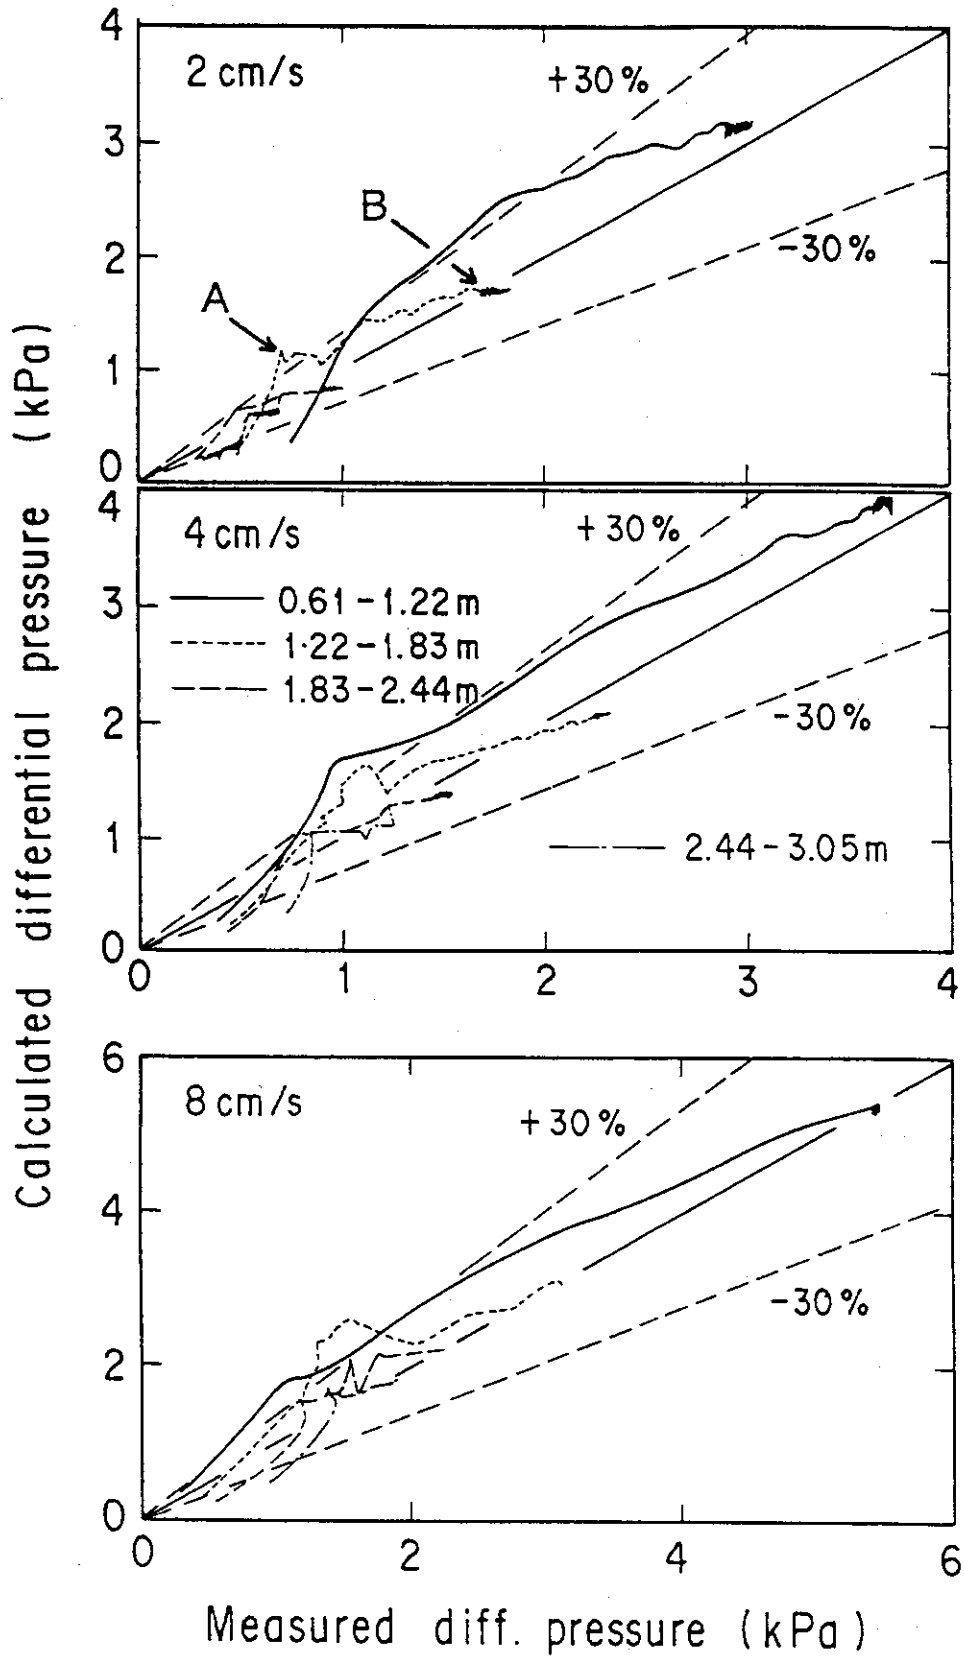 Calculated differential pressure (kPa)
4
2 cm/s
+30%
3
B
2
-30%
A
1
0
4
4 cm/s
+30%
0.61-1.22m
3
1·22-1.83m
1.83-2.44m
2
-30%
1
2.44-3.05m
0
0 1 2 3 4
6
8 cm/s
+30%
4
-30%
2
0
0 2 4 6
Measured diff. pressure (kPa)